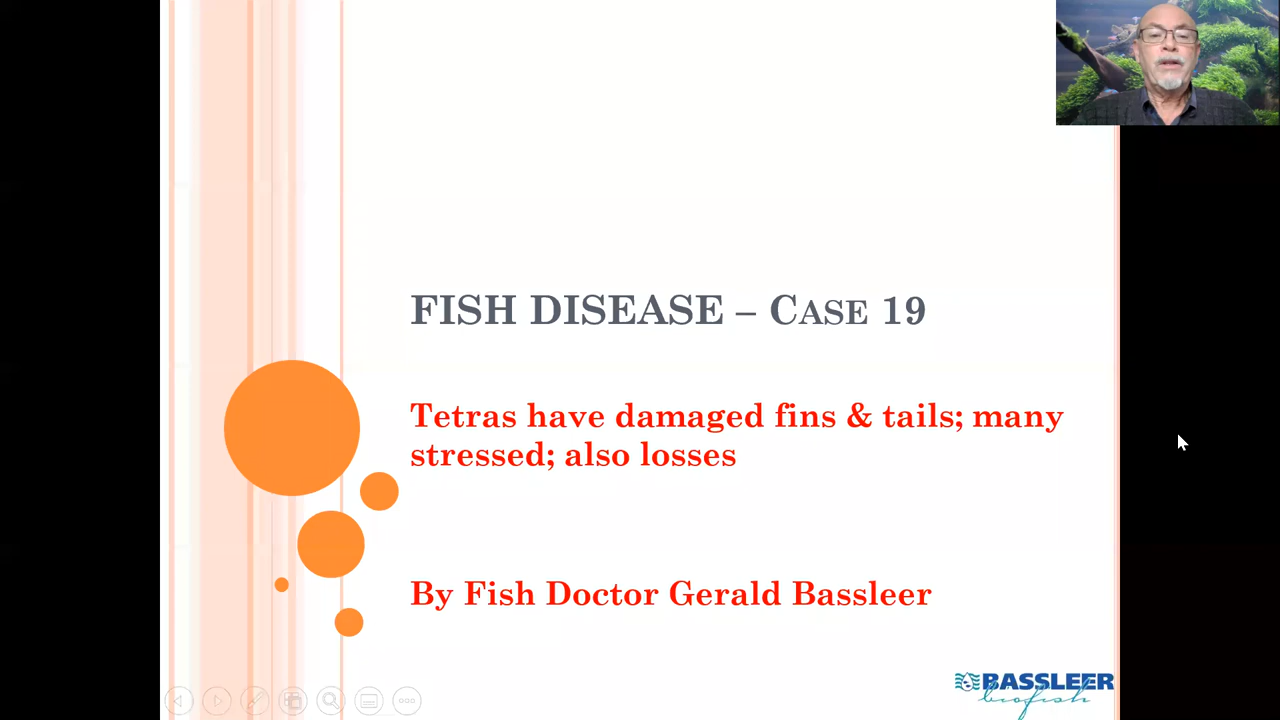 FISH DISEASE – CASE 19
Tetras have damaged fins & tails; many
stressed; also losses
By Fish Doctor Gerald Bassleer
BASSLEER
biofish